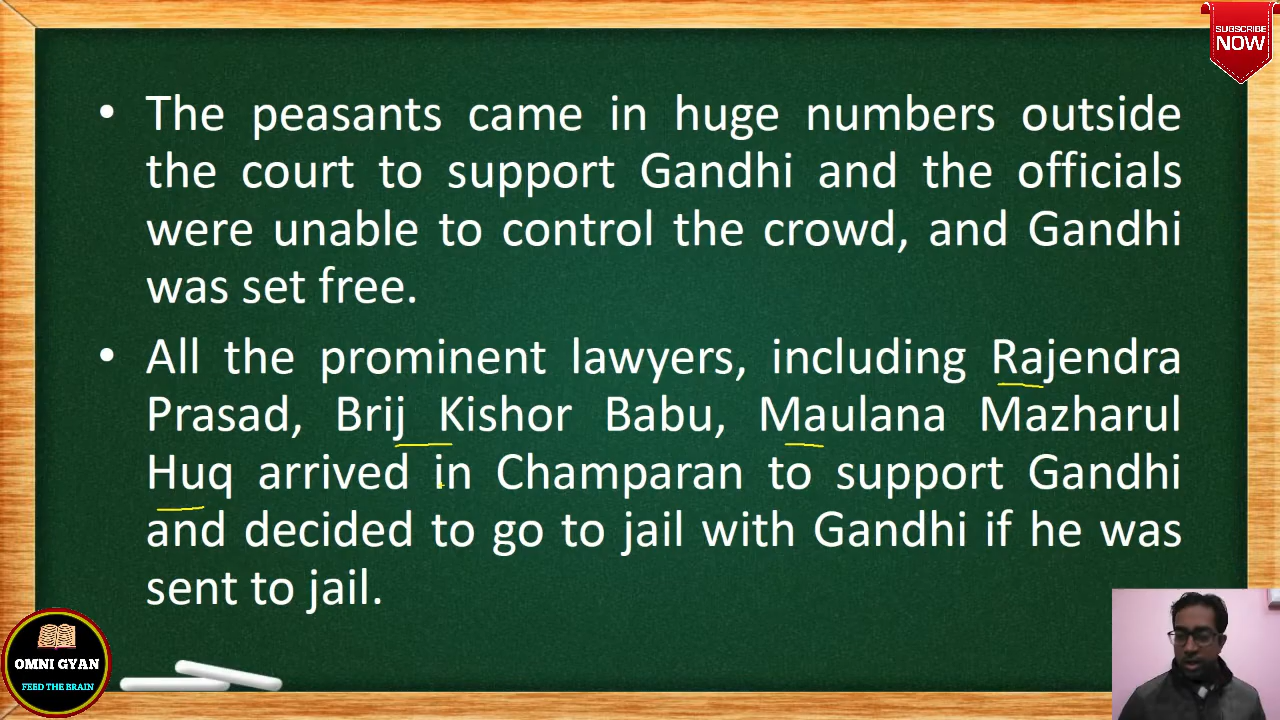 SUBSCRIBE
NOW
• The peasants came in huge numbers outside
the court to support Gandhi and the officials
were unable to control the crowd, and Gandhi
was set free.
• All the prominent lawyers, including Rajendra
Prasad, Brij Kishor Babu, Maulana Mazharul
Huq arrived in Champaran to support Gandhi
and decided to go to jail with Gandhi if he was
sent to jail.
OMNI GYAN
FEED THE BRAIN